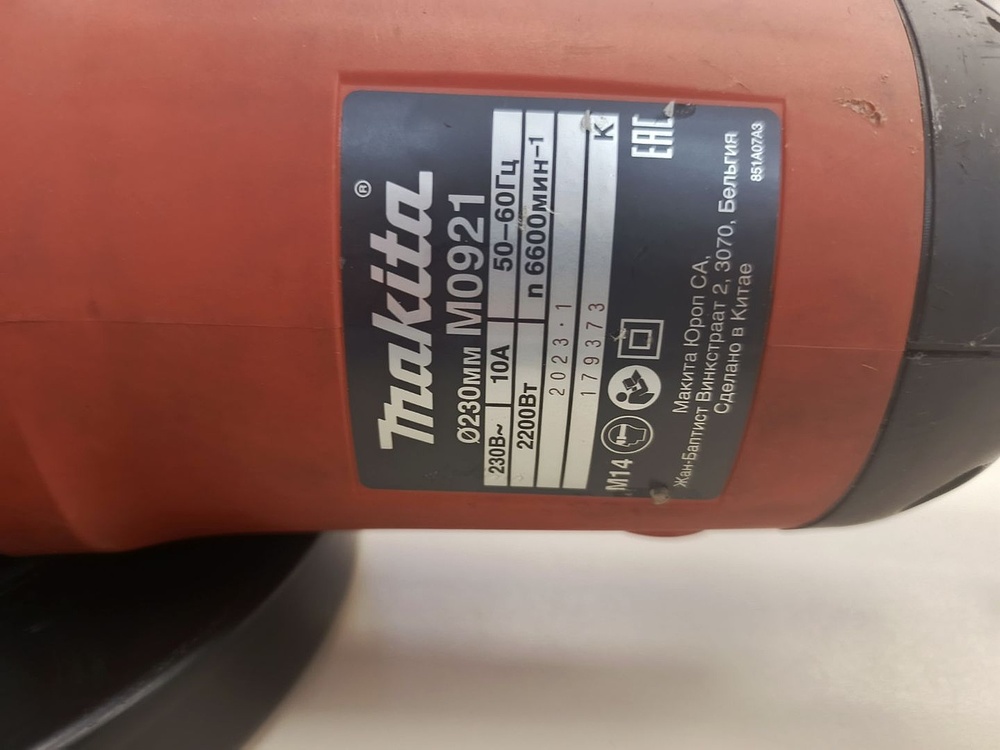 makita®
Ø230мм M0921
230В~ 10А 50–60Гц
2200Вт n 6600мин⁻¹
2023.1
179373 K
M14 EAC
Макита Юроп СА,
Жан-Баптист Винкстраат 2, 3070, Бельгия
Сделано в Китае
851A07A3